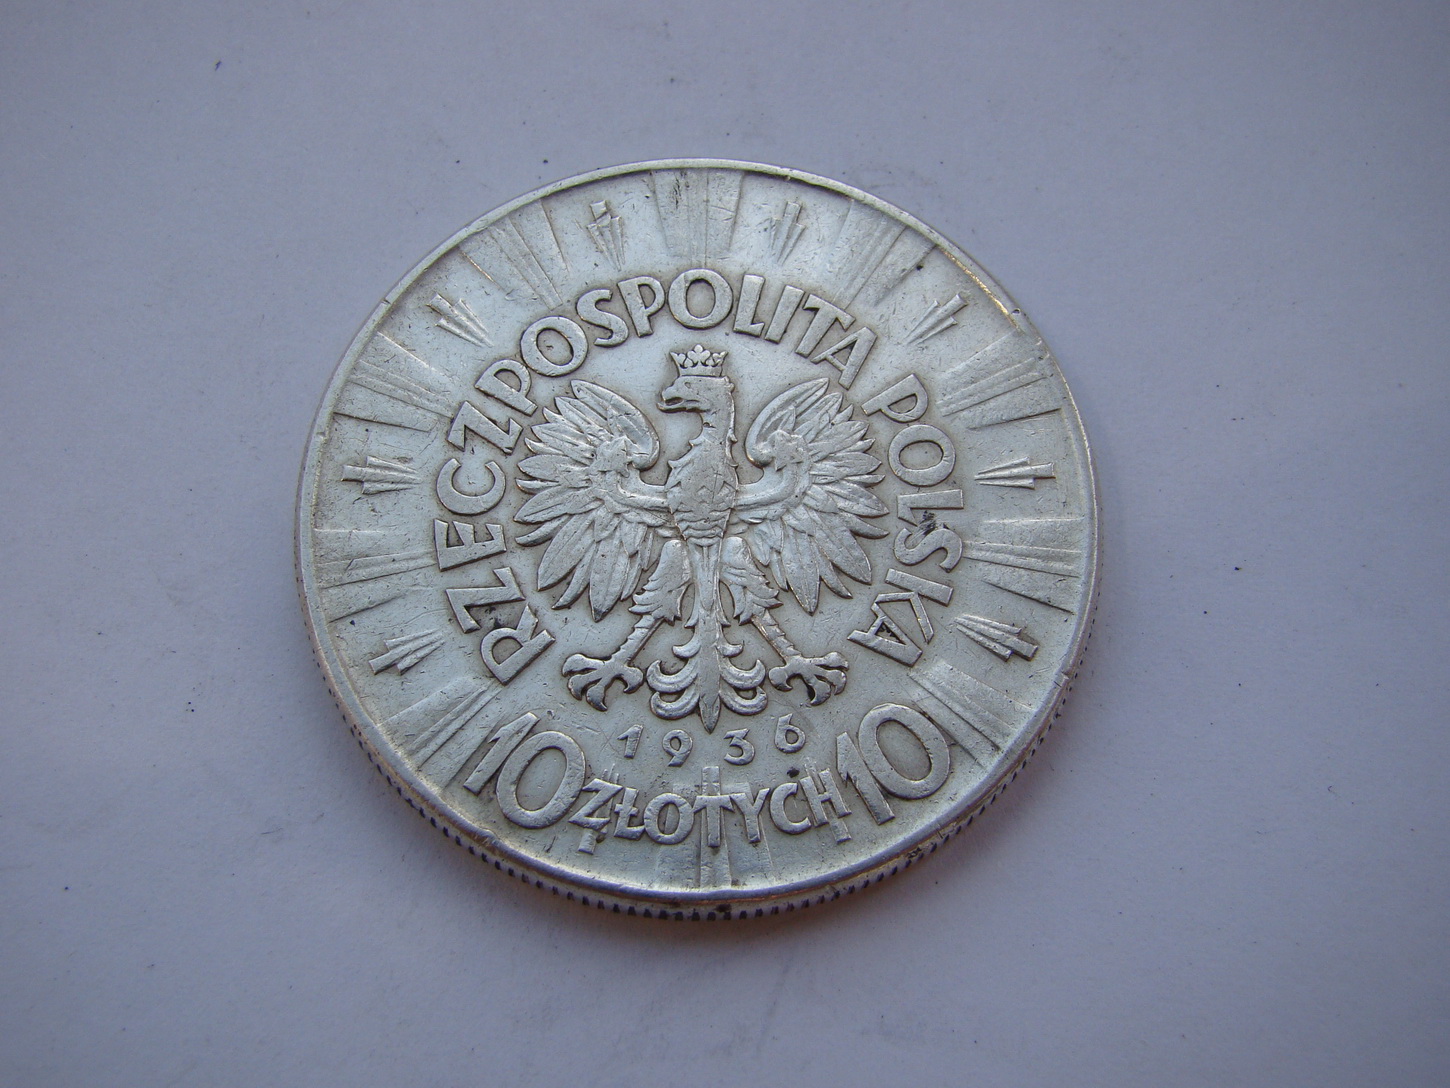 RZECZPOSPOLITA POLSKA
1936
10 ZŁOTYCH 10